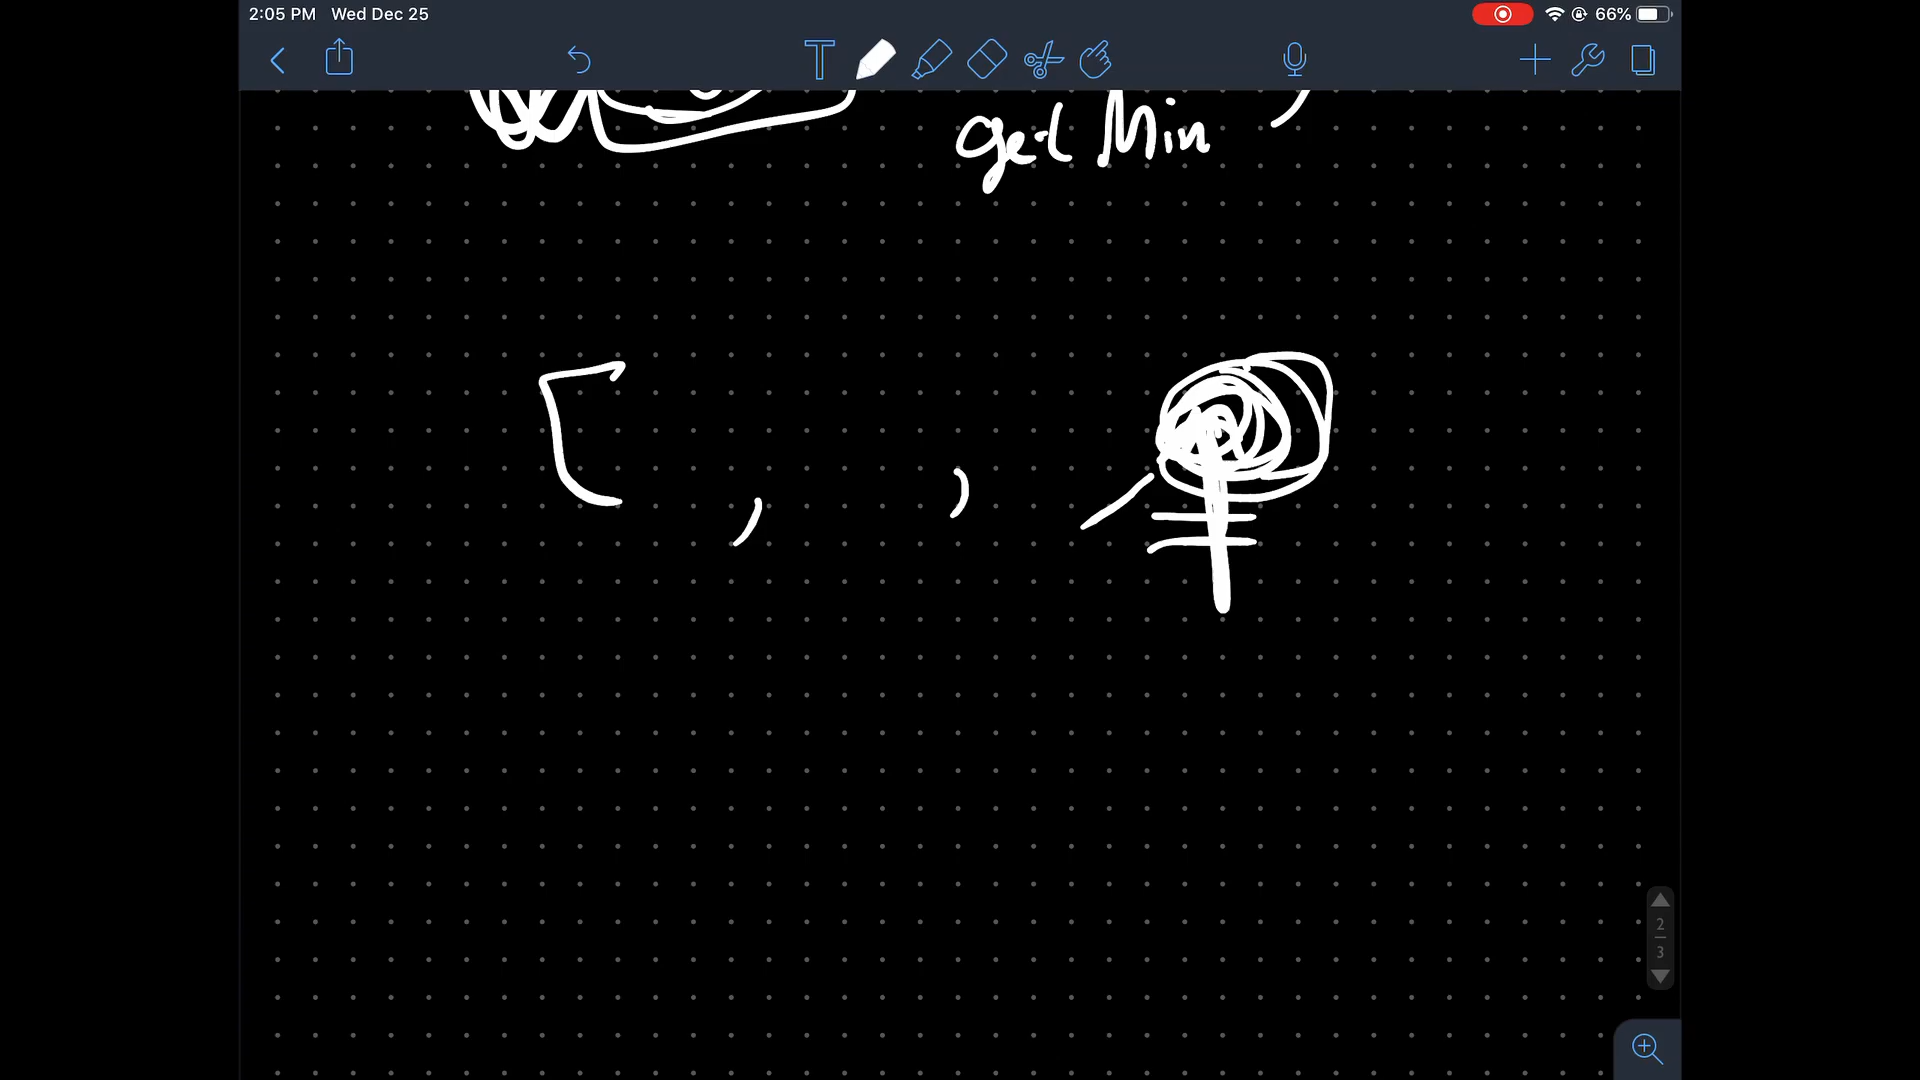 2:05 PM Wed Dec 25 66%
get Min
[ , , ,
2
3